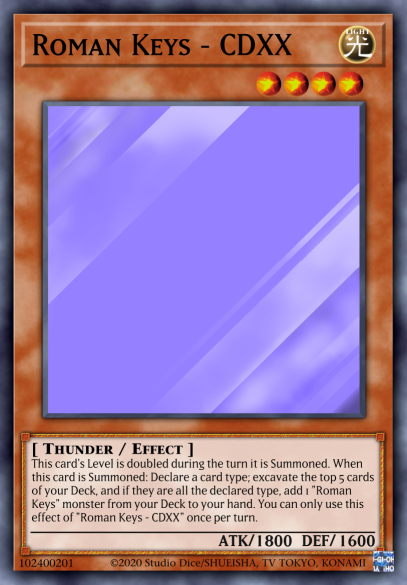 Roman Keys - CDXX
LIGHT
光
[ Thunder / Effect ]
This card's Level is doubled during the turn it is Summoned. When
this card is Summoned: Declare a card type; excavate the top 5 cards
of your Deck, and if they are all the declared type, add 1 "Roman
Keys" monster from your Deck to your hand. You can only use this
effect of "Roman Keys - CDXX" once per turn.
ATK/1800 DEF/1600
102400201 ©2020 Studio Dice/SHUEISHA, TV TOKYO, KONAMI